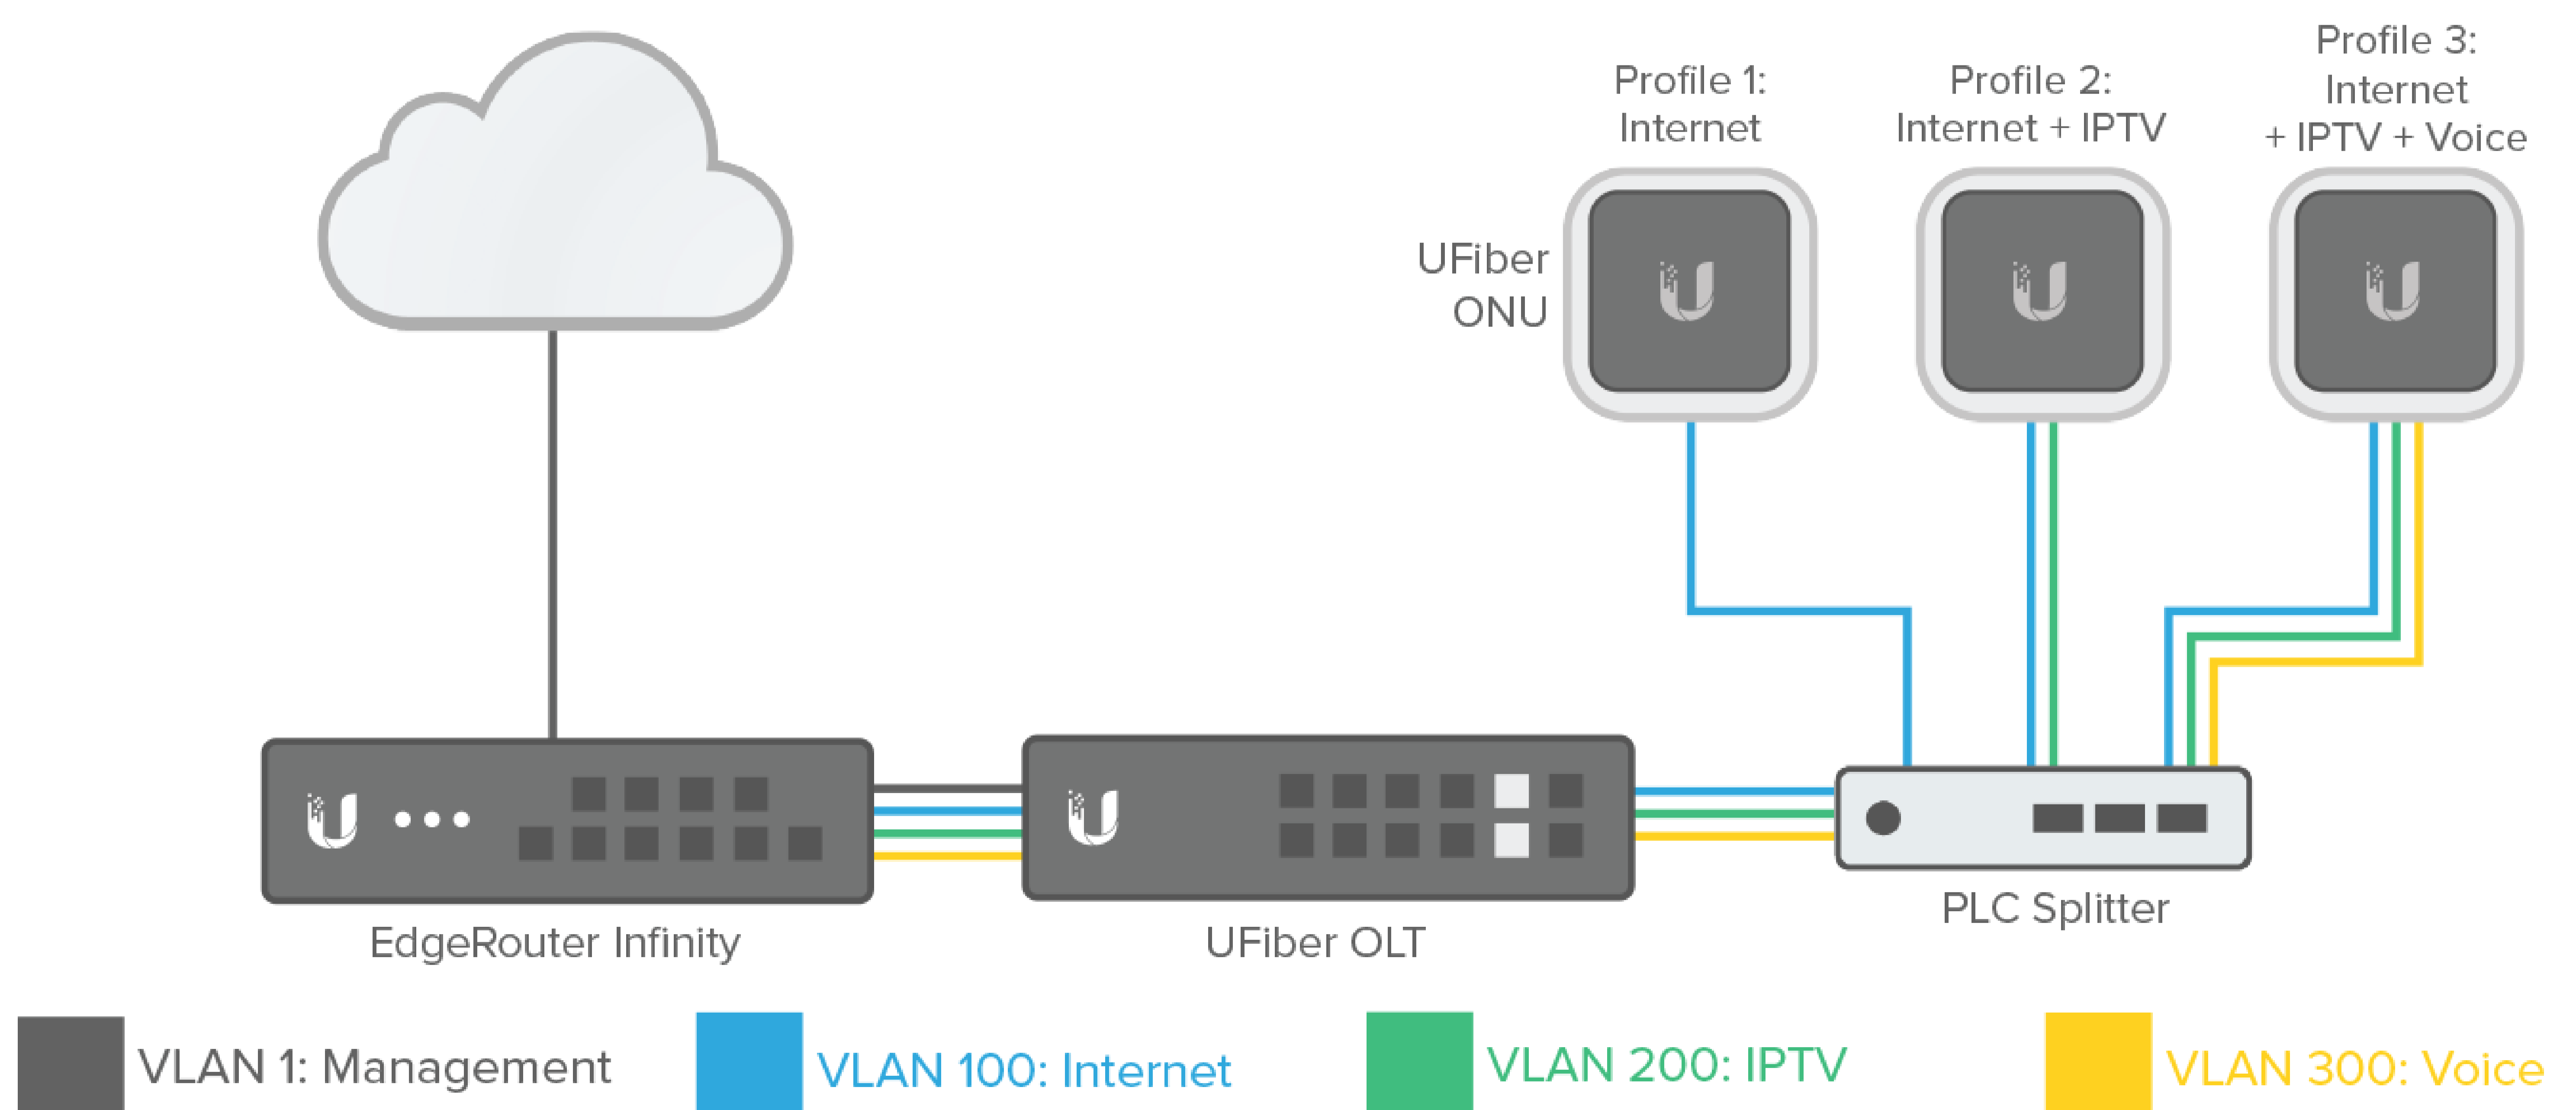 Profile 1:
Internet
Profile 2:
Internet + IPTV
Profile 3:
Internet
+ IPTV + Voice
UFiber
ONU
EdgeRouter Infinity
UFiber OLT
PLC Splitter
VLAN 1: Management
VLAN 100: Internet
VLAN 200: IPTV
VLAN 300: Voice